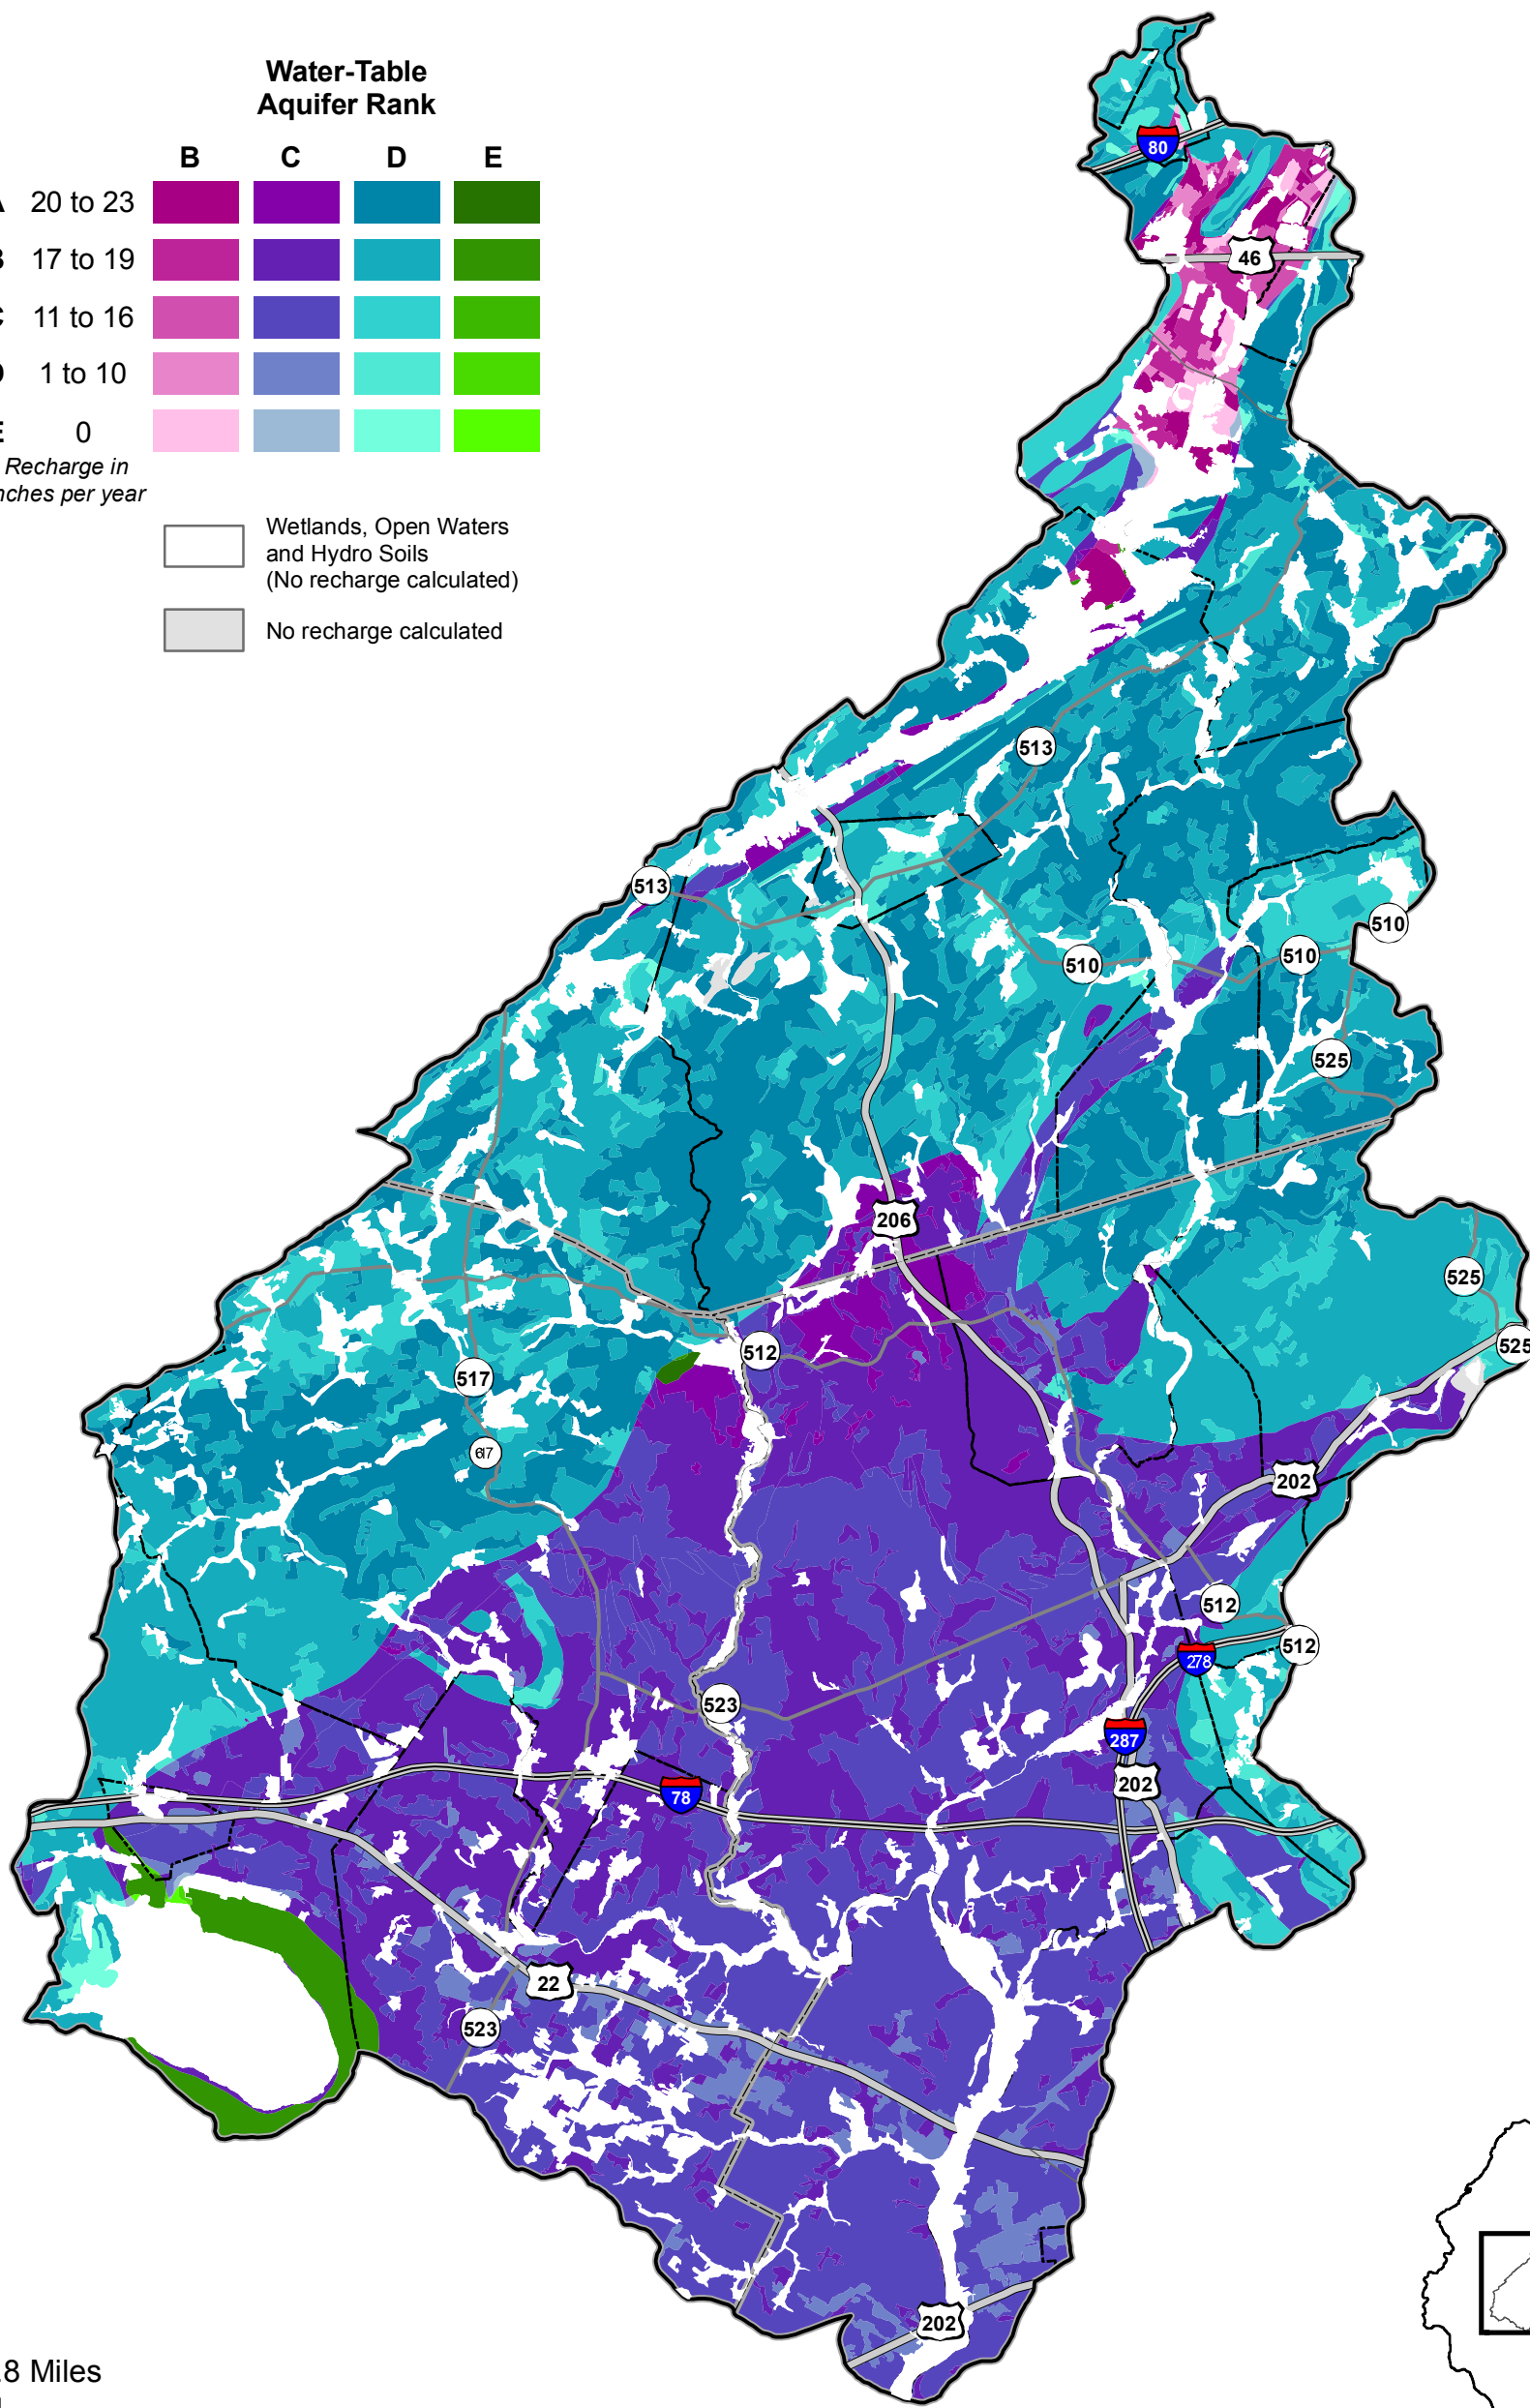 Water-Table
Aquifer Rank
B C D E
A 20 to 23
B 17 to 19
C 11 to 16
D 1 to 10
E 0
Recharge in
nches per year
Wetlands, Open Waters
and Hydro Soils
(No recharge calculated)
No recharge calculated
80
46
513
513
510
510
510
525
206
525
525
512
517
617
202
512
512
278
523
287
202
78
22
523
202
8 Miles